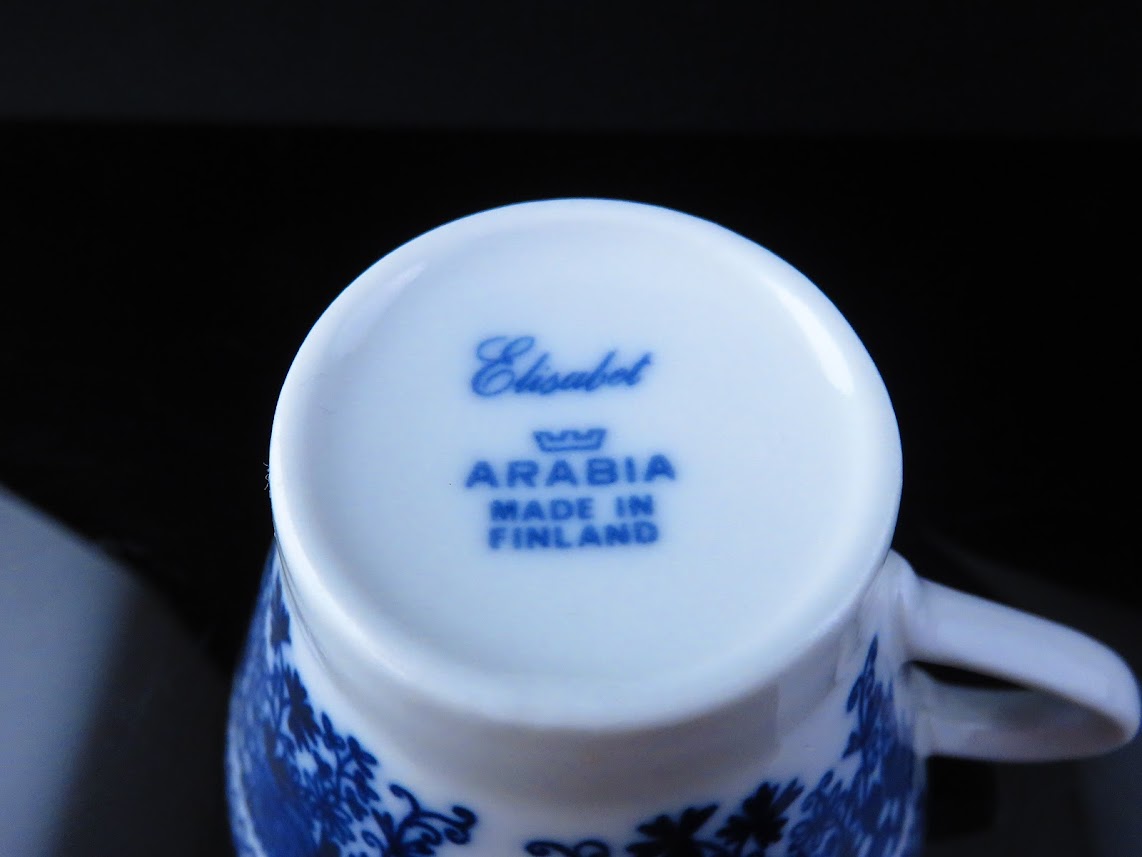 Elisabet
ARABIA
MADE IN
FINLAND